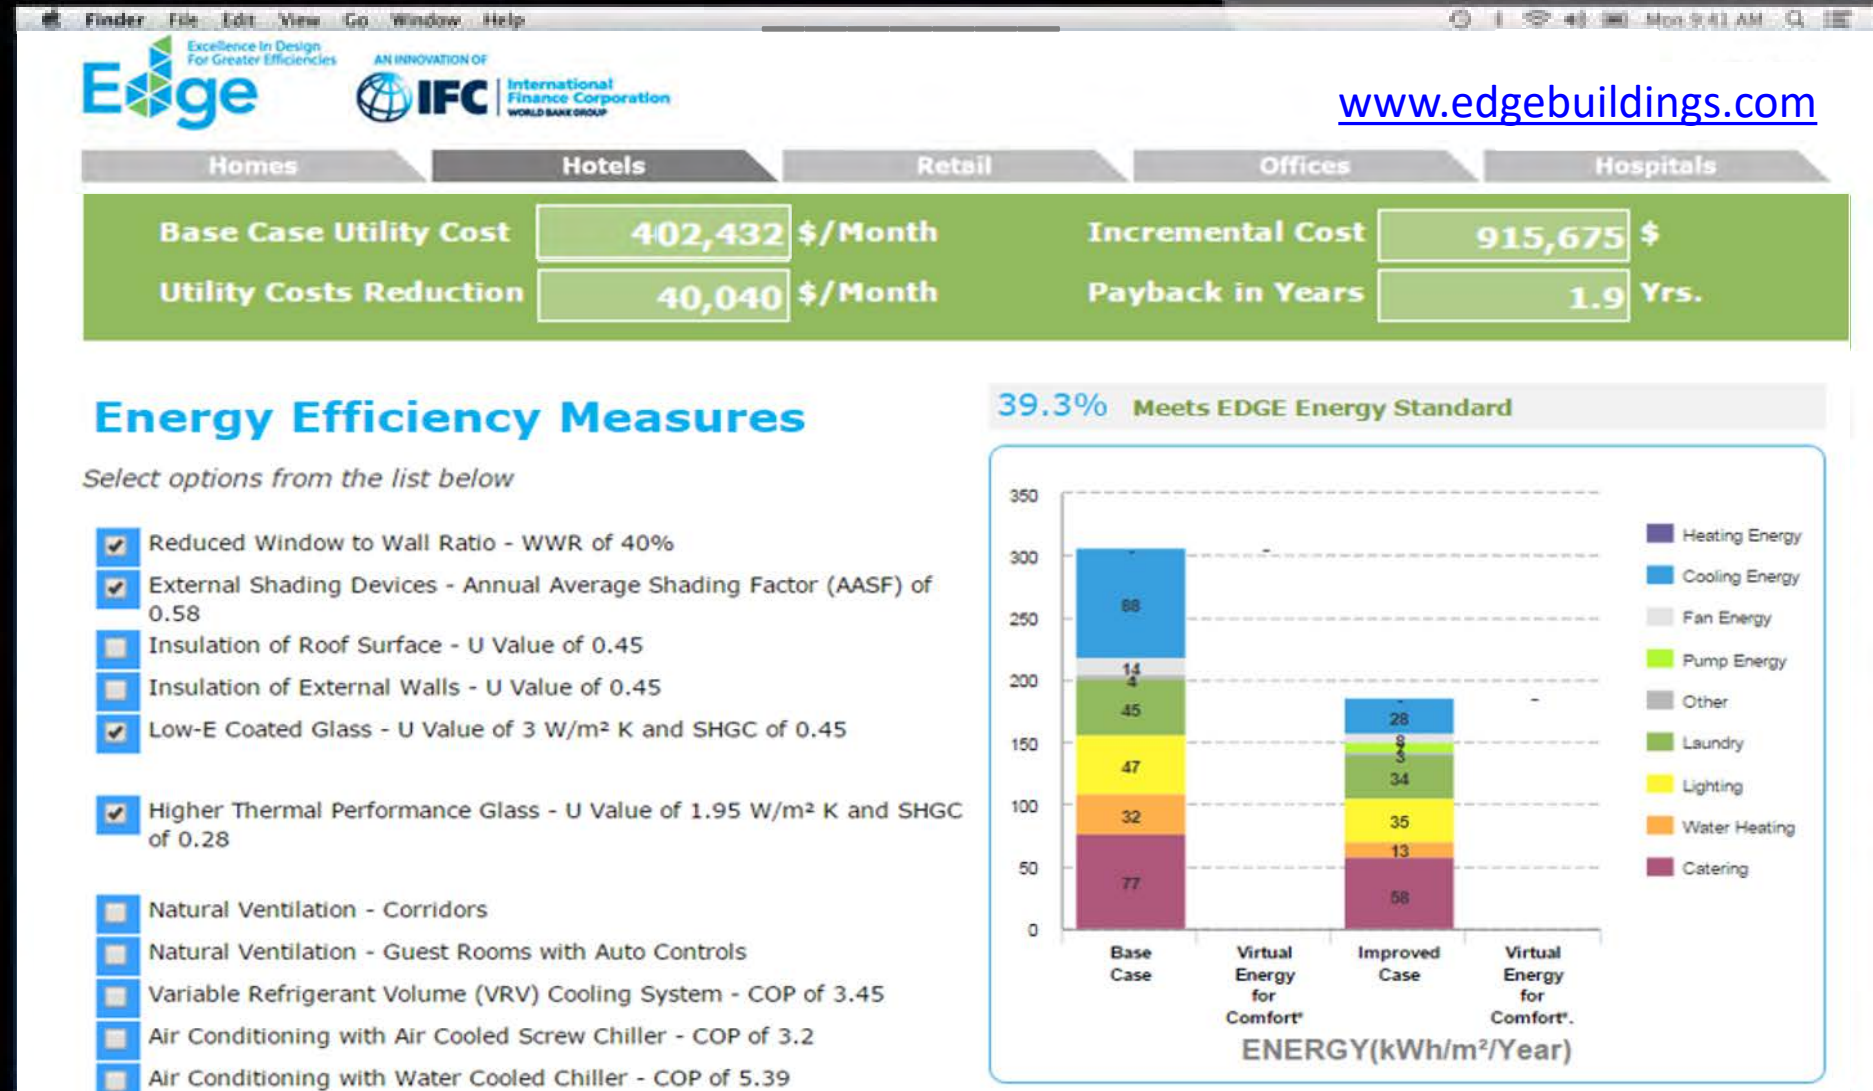 Finder File Edit View Go Window Help Mon 9:41 AM
Edge
Excellence In Design
For Greater Efficiencies
AN INNOVATION OF
IFC International
Finance Corporation
WORLD BANK GROUP
www.edgebuildings.com
Homes Hotels Retail Offices Hospitals
Base Case Utility Cost 402,432 $/Month Incremental Cost 915,675 $
Utility Costs Reduction 40,040 $/Month Payback in Years 1.9 Yrs.
Energy Efficiency Measures
Select options from the list below
Reduced Window to Wall Ratio - WWR of 40%
External Shading Devices - Annual Average Shading Factor (AASF) of
0.58
Insulation of Roof Surface - U Value of 0.45
Insulation of External Walls - U Value of 0.45
Low-E Coated Glass - U Value of 3 W/m² K and SHGC of 0.45
Higher Thermal Performance Glass - U Value of 1.95 W/m² K and SHGC
of 0.28
Natural Ventilation - Corridors
Natural Ventilation - Guest Rooms with Auto Controls
Variable Refrigerant Volume (VRV) Cooling System - COP of 3.45
Air Conditioning with Air Cooled Screw Chiller - COP of 3.2
Air Conditioning with Water Cooled Chiller - COP of 5.39
39.3% Meets EDGE Energy Standard
350
300
250
200
150
100
50
0
-
88
14
4
45
47
32
77
-
-
28
8
3
34
35
13
58
-
Base
Case
Virtual
Energy
for
Comfort*
Improved
Case
Virtual
Energy
for
Comfort*.
ENERGY(kWh/m²/Year)
Heating Energy
Cooling Energy
Fan Energy
Pump Energy
Other
Laundry
Lighting
Water Heating
Catering